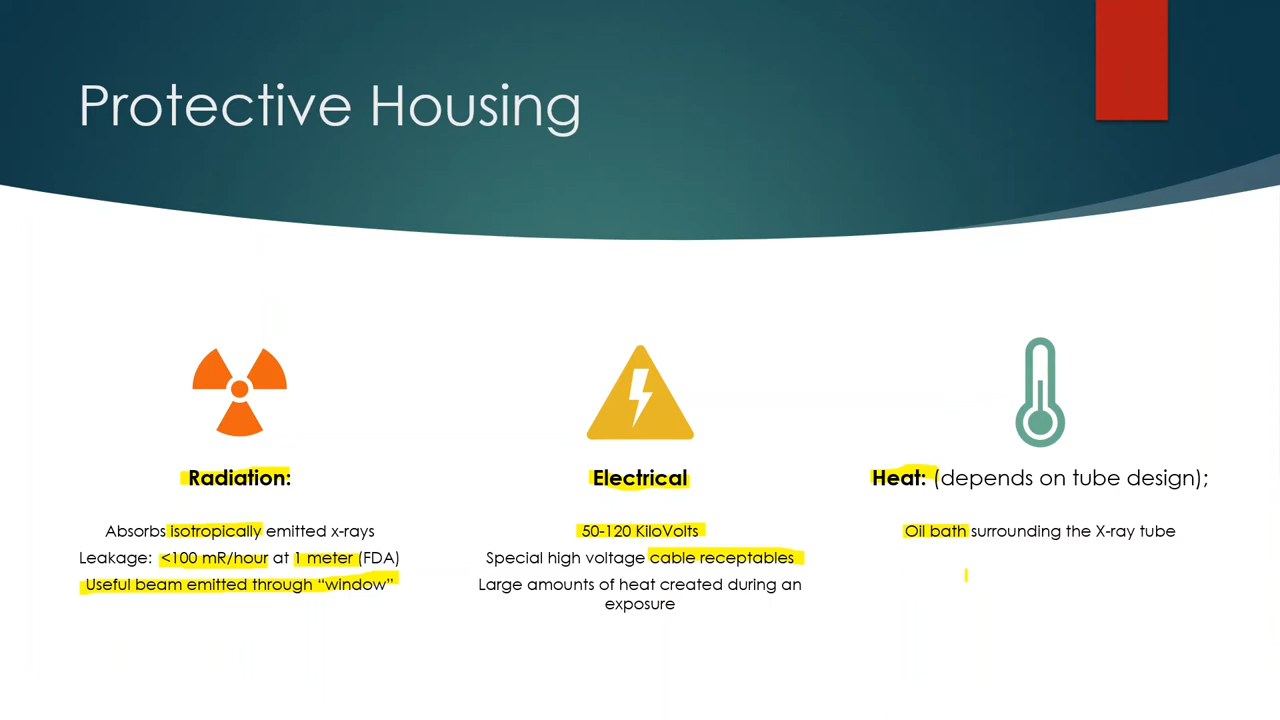 Protective Housing
Radiation:
Absorbs isotropically emitted x-rays
Leakage: <100 mR/hour at 1 meter (FDA)
Useful beam emitted through “window”
Electrical
50-120 KiloVolts
Special high voltage cable receptables
Large amounts of heat created during an
exposure
Heat: (depends on tube design);
Oil bath surrounding the X-ray tube